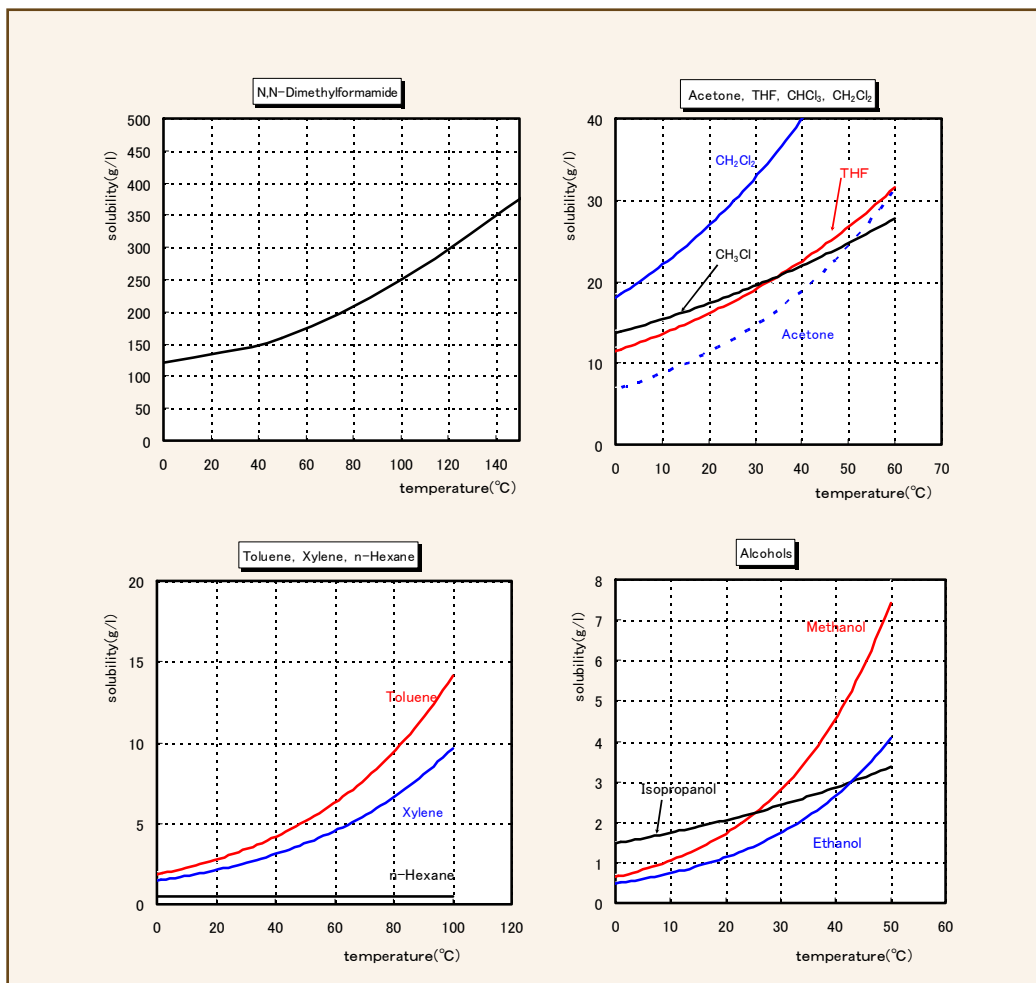 N,N-Dimethylformamide
solubility(g/l)
500
450
400
350
300
250
200
150
100
50
0
0 20 40 60 80 100 120 140
temperature(℃)
Acetone, THF, CHCl₃, CH₂Cl₂
solubility(g/l)
40
30
20
10
0
CH₂Cl₂
THF
CH₃Cl
Acetone
0 10 20 30 40 50 60 70
temperature(℃)
Toluene, Xylene, n-Hexane
solubility(g/l)
20
15
10
5
0
Toluene
Xylene
n-Hexane
0 20 40 60 80 100 120
temperature(℃)
Alcohols
solubility(g/l)
8
7
6
5
4
3
2
1
0
Methanol
Isopropanol
Ethanol
0 10 20 30 40 50 60
temperature(℃)